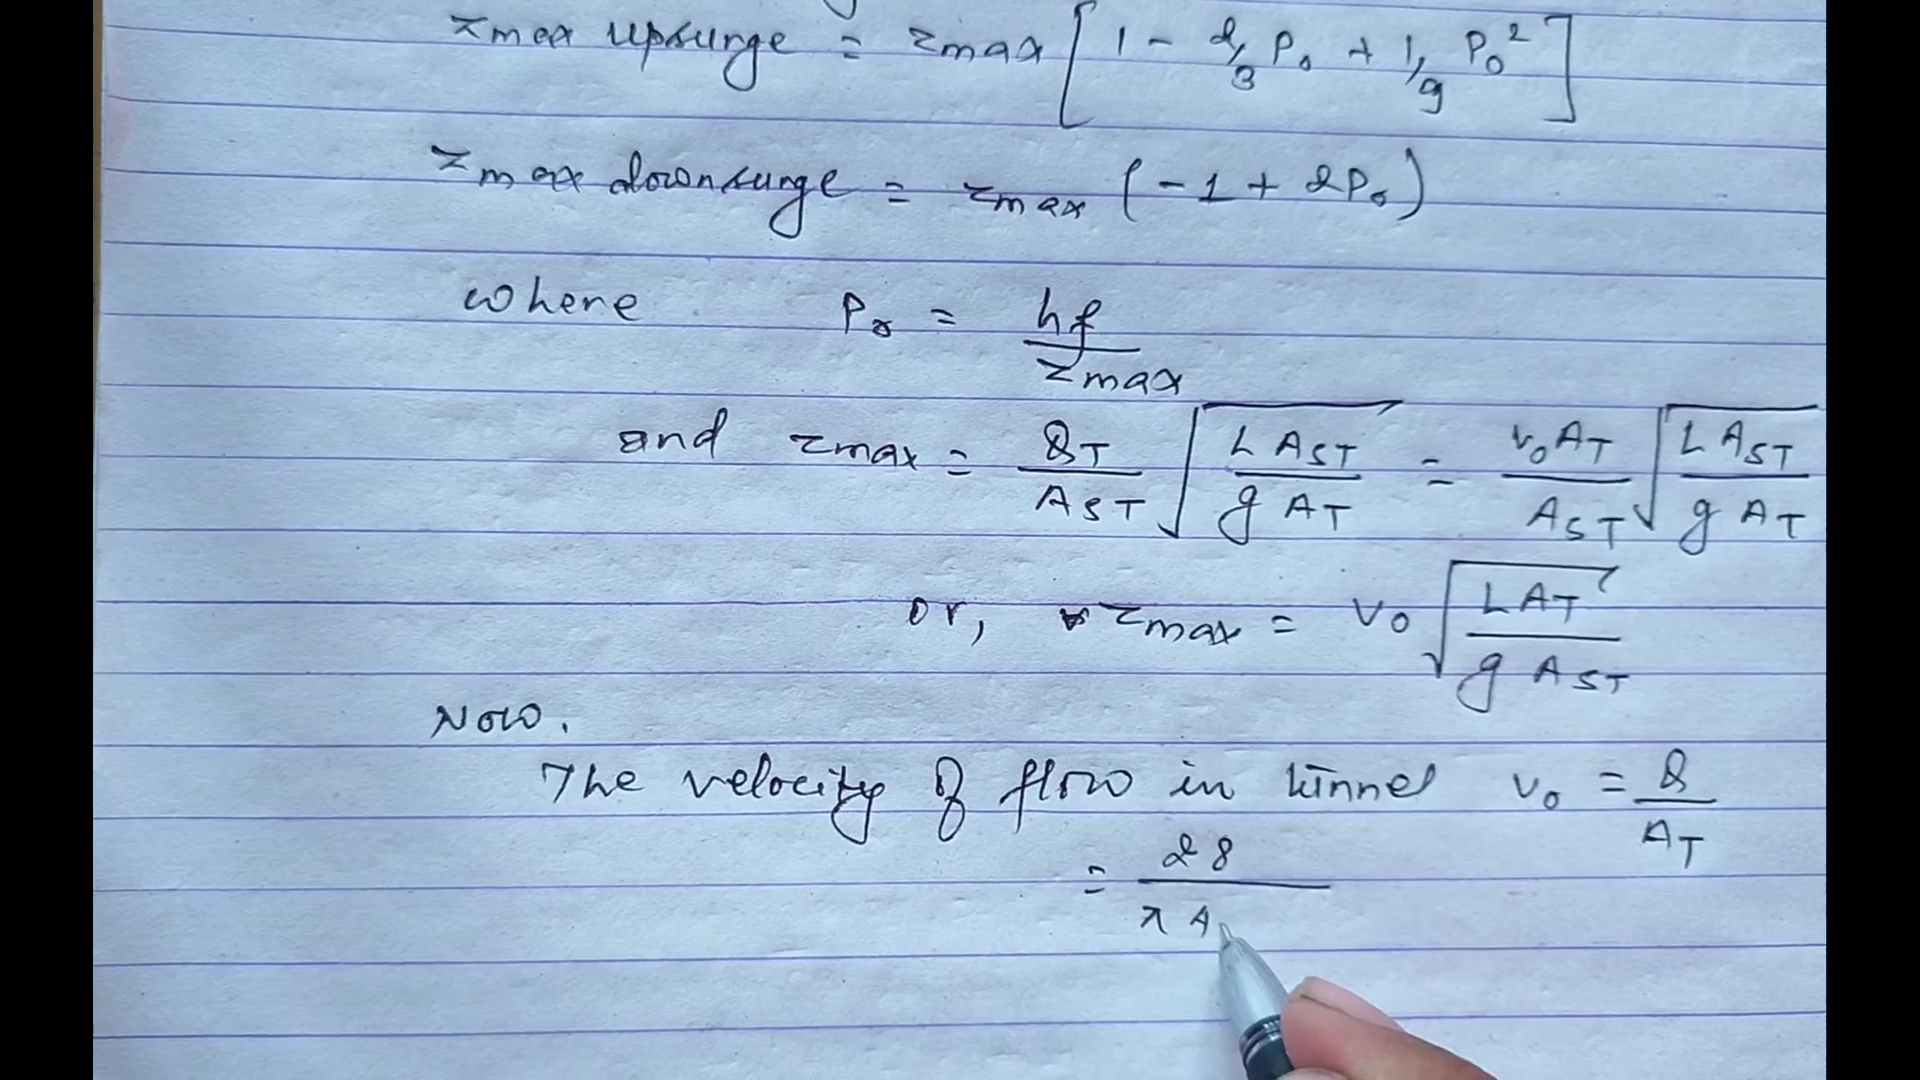 zmax upsurge = zmax [ 1 - 2/3 P₀ + 1/9 P₀² ]
zmax downsurge = zmax (-1 + 2P₀)
where P₀ = hf / zmax
and zmax = QT / AST √(L AST / g AT) = v₀AT / AST √(L AST / g AT)
or, zmax = v₀ √(L AT / g AST)
Now.
The velocity of flow in tunnel v₀ = Q / AT
= 28 / π 4